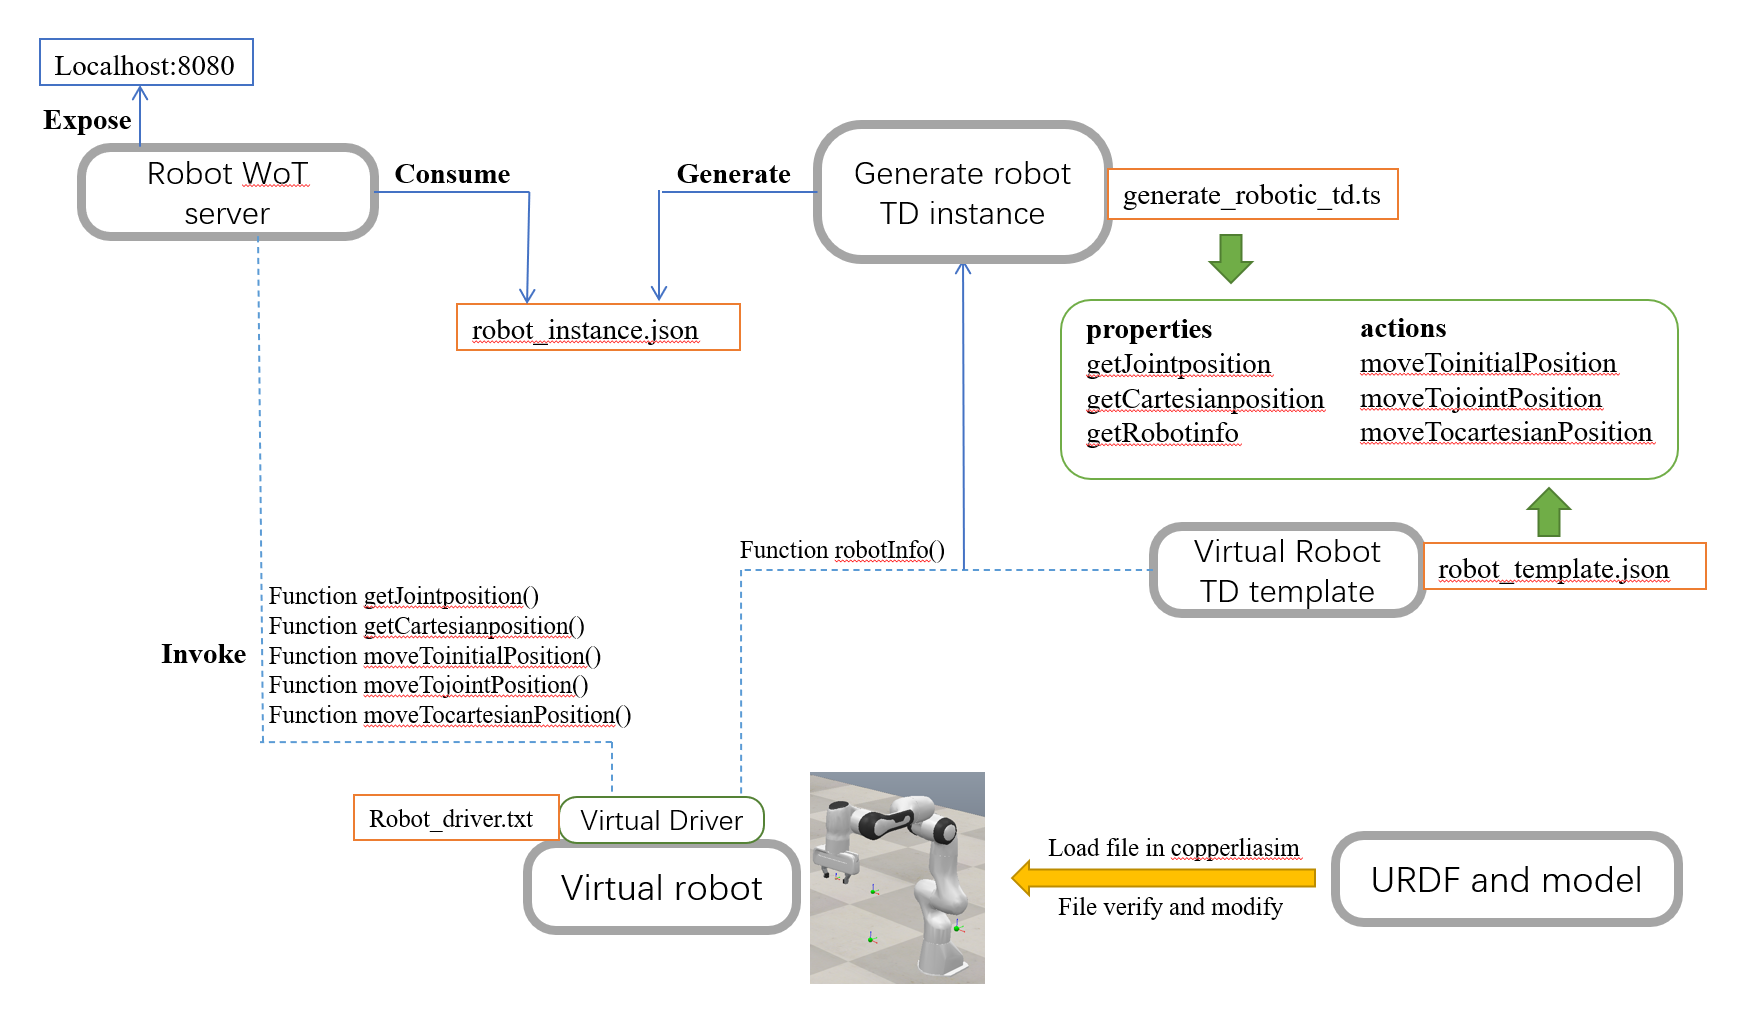 Localhost:8080
Expose
Robot WoT
server
Consume
Generate
Generate robot
TD instance
generate_robotic_td.ts
robot_instance.json
properties
getJointposition
getCartesianposition
getRobotinfo
actions
moveToinitialPosition
moveTojointPosition
moveTocartesianPosition
Function robotInfo()
Virtual Robot
TD template
robot_template.json
Invoke
Function getJointposition()
Function getCartesianposition()
Function moveToinitialPosition()
Function moveTojointPosition()
Function moveTocartesianPosition()
Robot_driver.txt
Virtual Driver
Virtual robot
Load file in copperliasim
File verify and modify
URDF and model